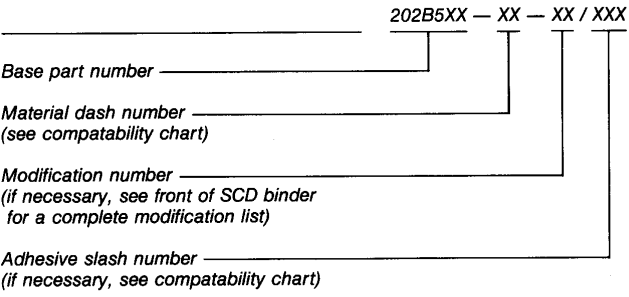 202B5XX — XX — XX / XXX
Base part number
Material dash number
(see compatability chart)
Modification number
(if necessary, see front of SCD binder
for a complete modification list)
Adhesive slash number
(if necessary, see compatability chart)